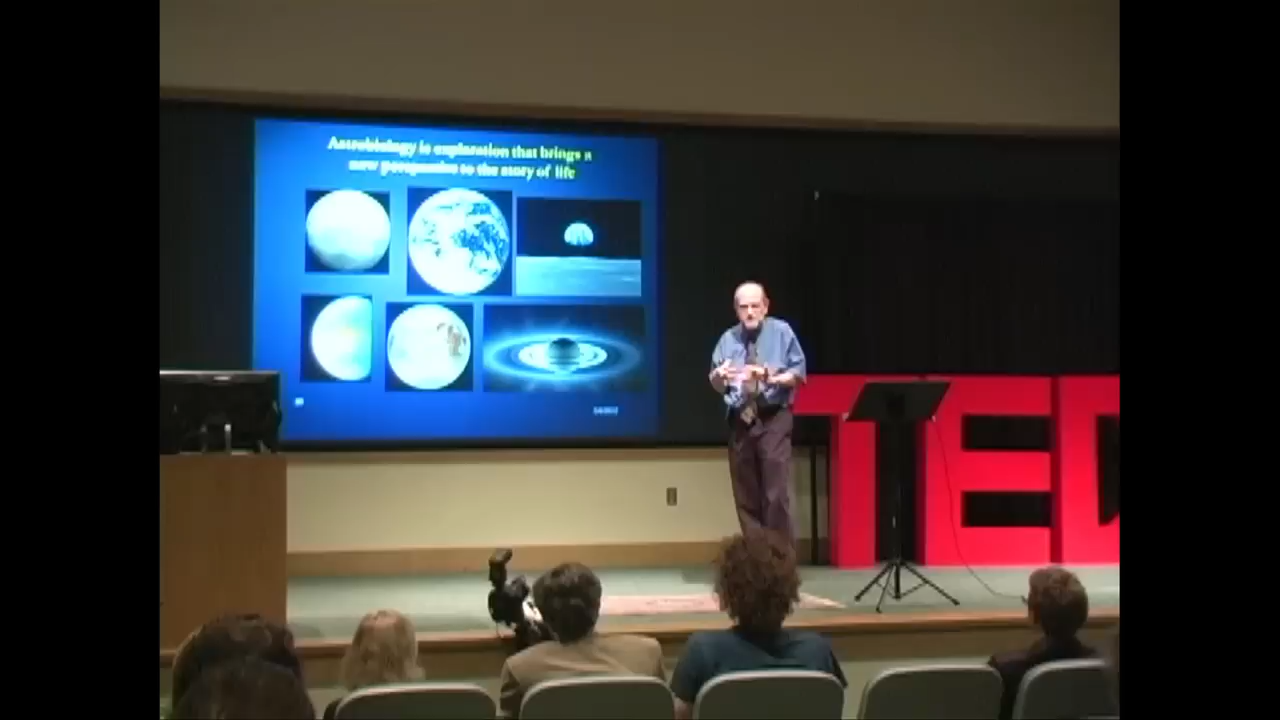 Astrobiology is exploration that brings a
new perspective to the story of life
TED